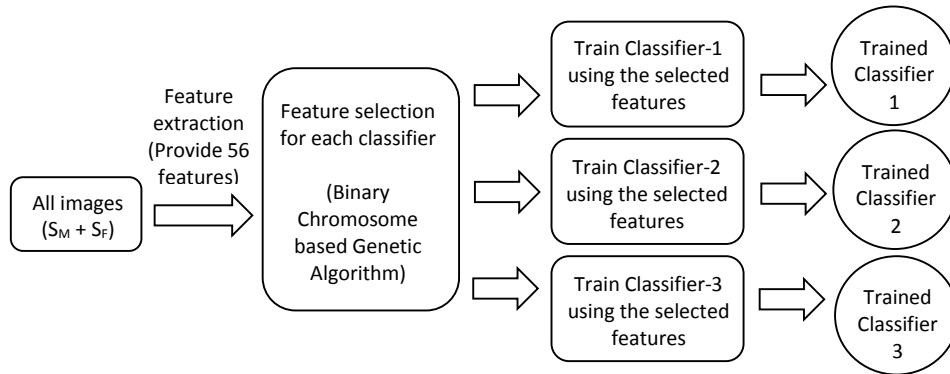 All images
(S_M + S_F)
Feature
extraction
(Provide 56
features)
Feature selection
for each classifier
(Binary
Chromosome
based Genetic
Algorithm)
Train Classifier-1
using the selected
features
Trained
Classifier
1
Train Classifier-2
using the selected
features
Trained
Classifier
2
Train Classifier-3
using the selected
features
Trained
Classifier
3